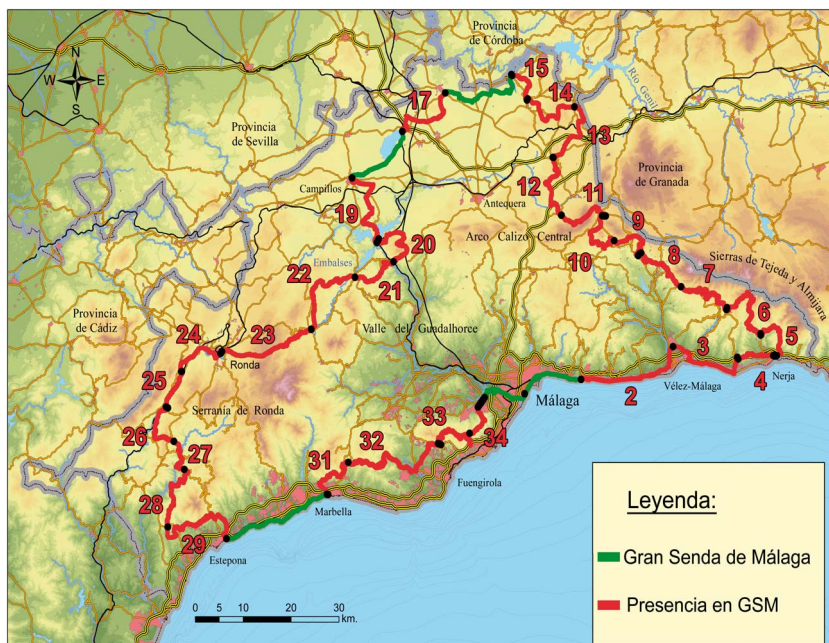 Provincia
de Córdoba
N
W E
S
15
17
14
Río Genil
Provincia
de Sevilla
13
Provincia
de Granada
Campillos
12
Antequera
11
19
9
20
Arco Calizo Central
10
8
Sierras de Tejeda y Almijara
Embalses
22
21
7
Provincia
de Cádiz
6
24
23
Valle del Guadalhorce
5
Ronda
3
25
Vélez-Málaga
4
Nerja
2
Málaga
Serranía de Ronda
33
26
34
32
27
31
Fuengirola
28
Marbella
29
Estepona
Leyenda:
Gran Senda de Málaga
Presencia en GSM
0 5 10 20 30
km.